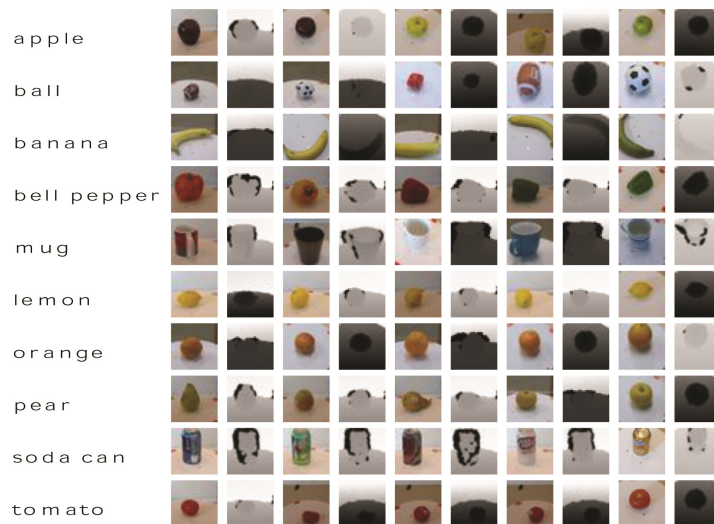 apple
ball
banana
bell pepper
mug
lemon
orange
pear
soda can
tomato